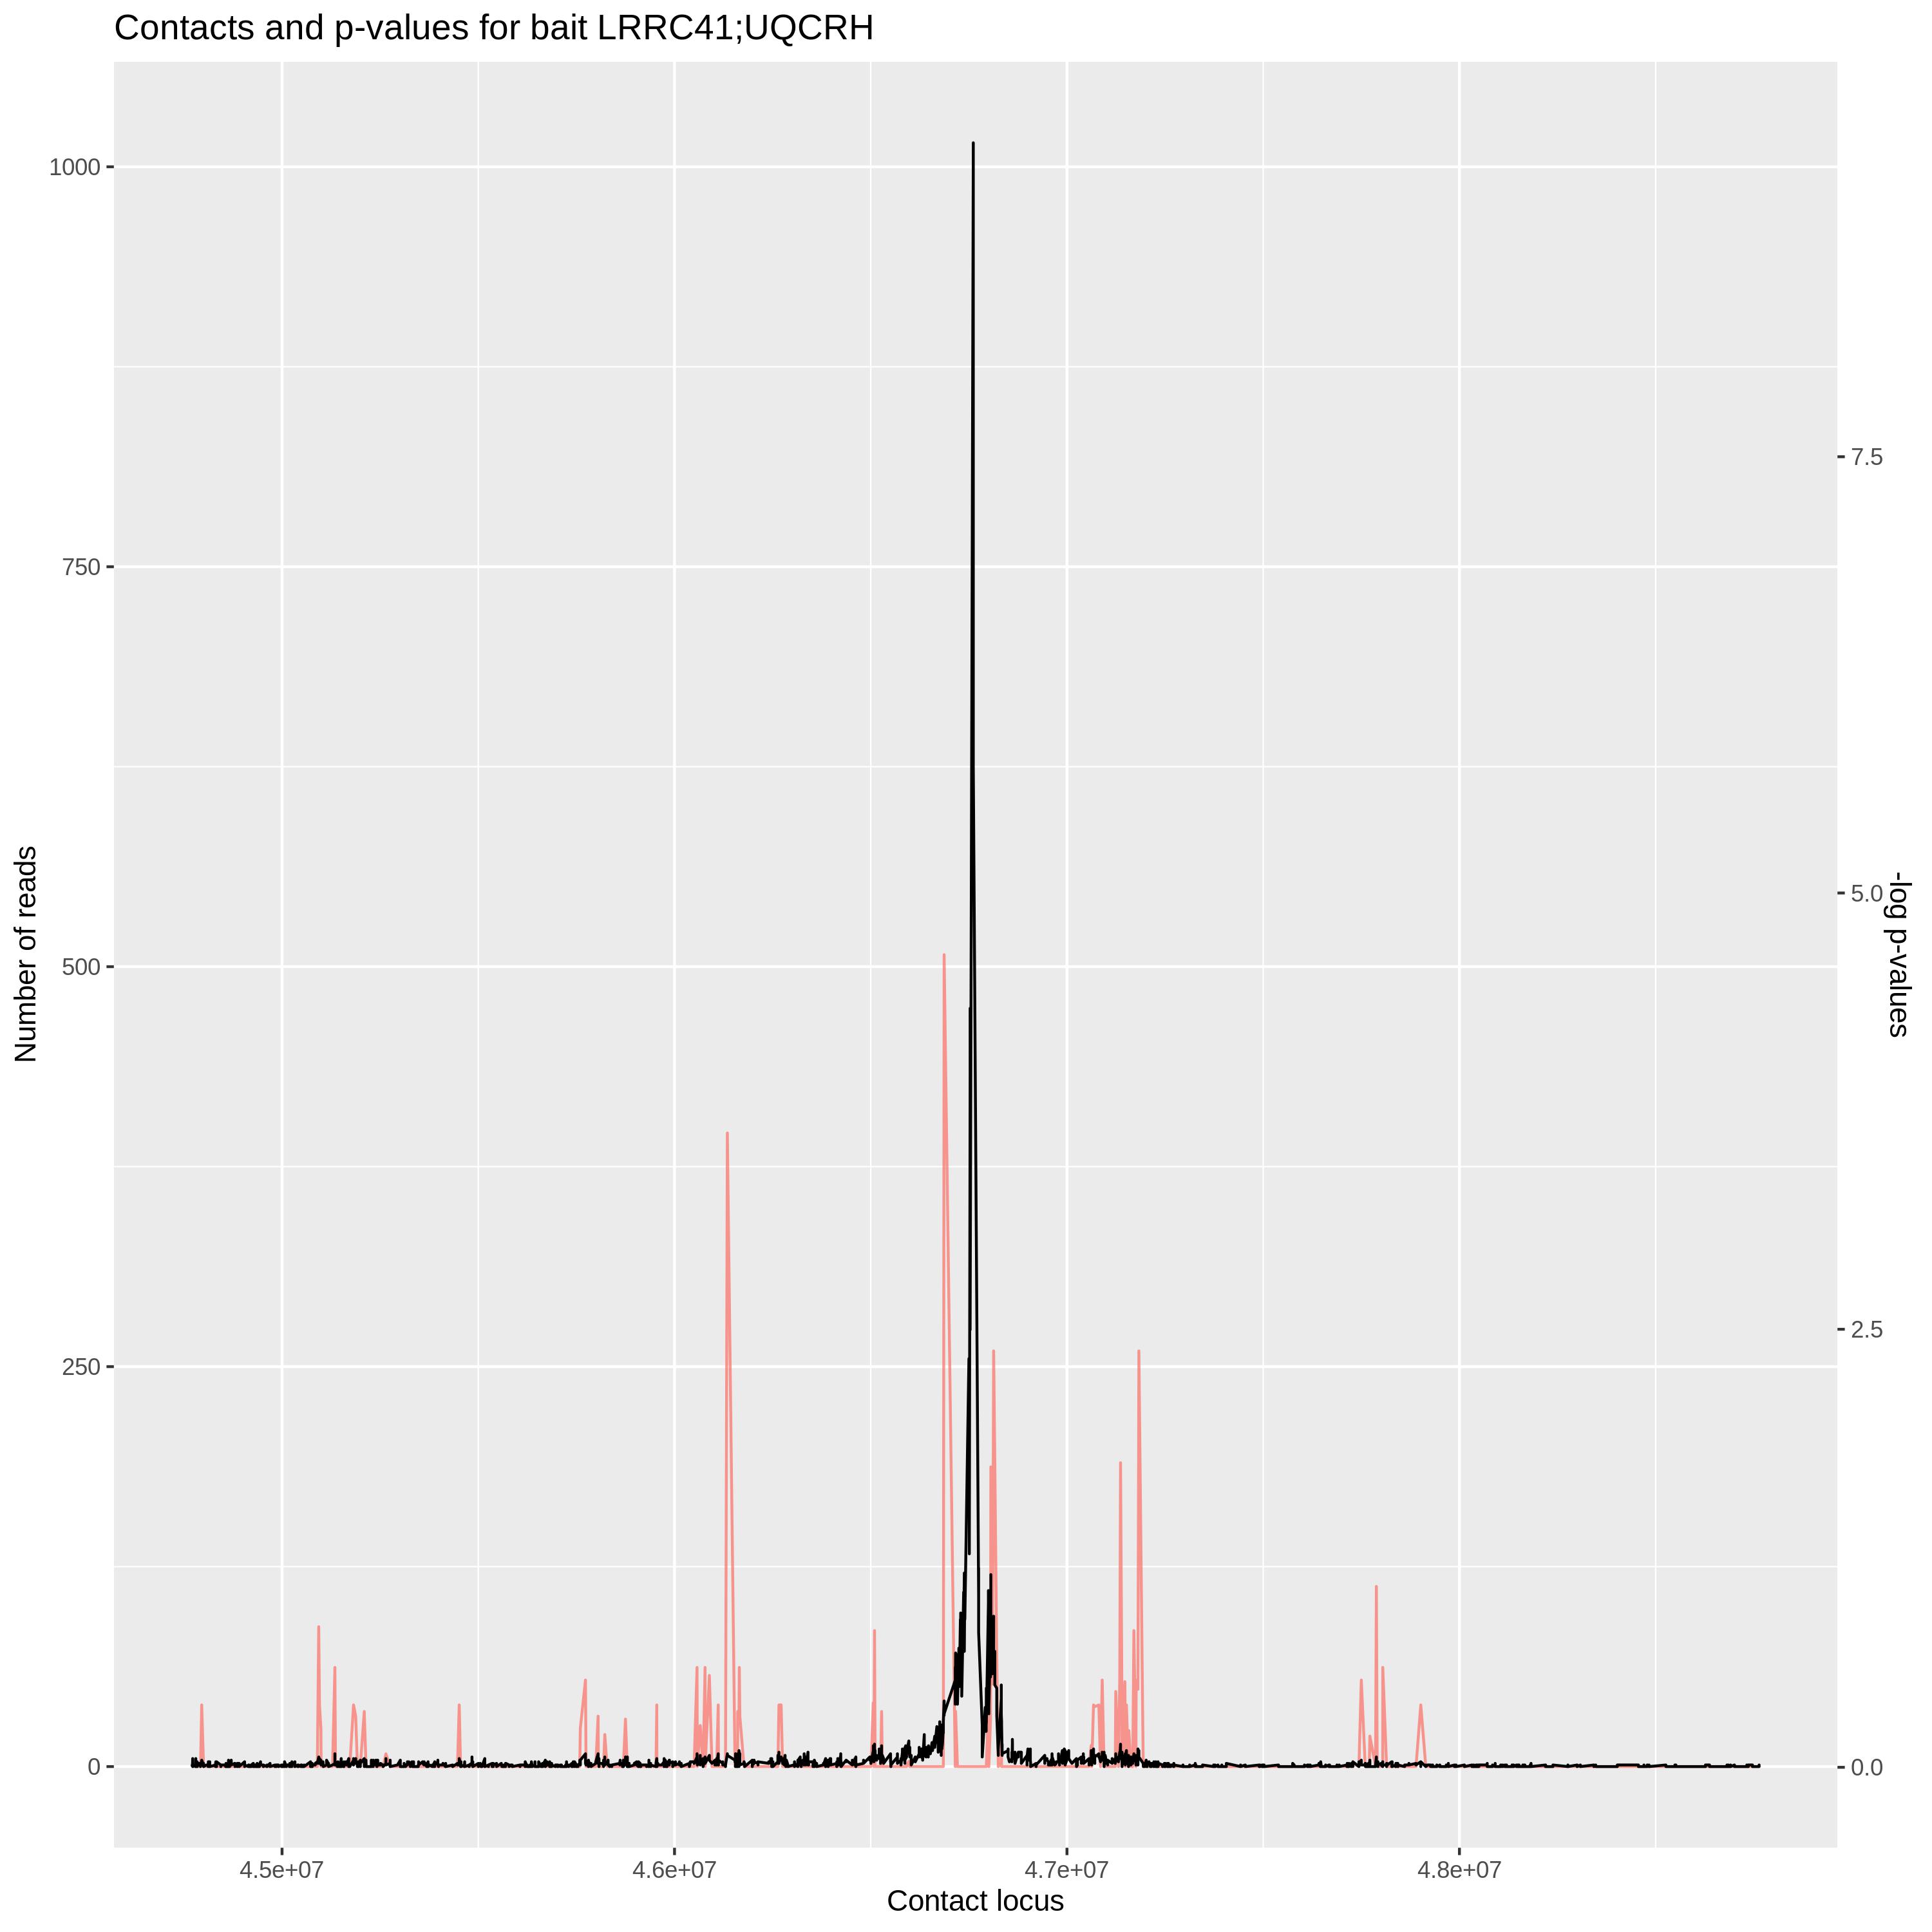 Contacts and p-values for bait LRRC41;UQCRH
Number of reads
1000
750
500
250
0
7.5
5.0
2.5
0.0
-log p-values
4.5e+07
4.6e+07
4.7e+07
4.8e+07
Contact locus